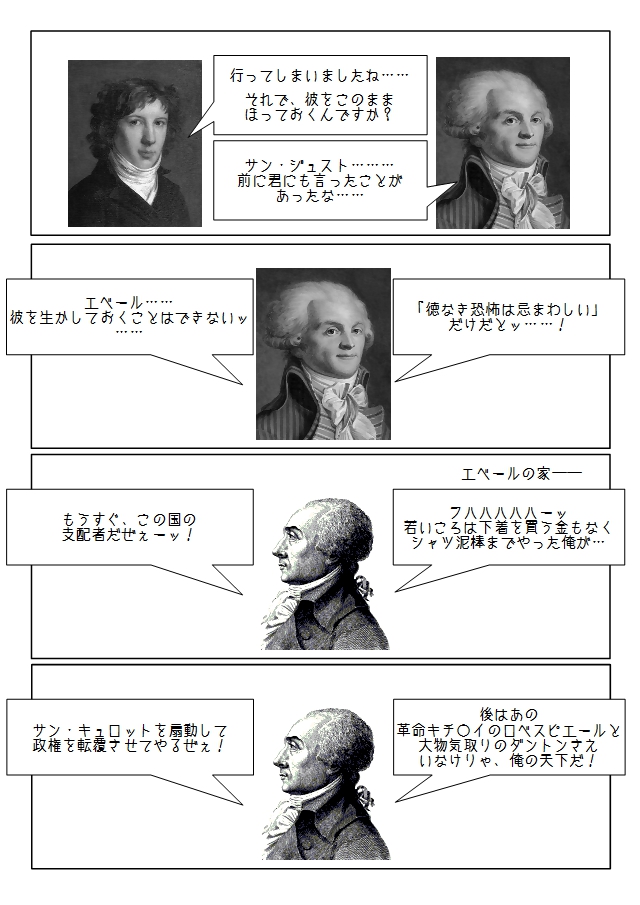 行ってしまいましたね……
それで、彼をこのまま
ほっておくんですか？
サン・ジュスト………
前に君にも言ったことが
あったな……
「徳なき恐怖は忌まわしい」
だけだとッ……！
エベール……
彼を生かしておくことはできないッ
……
エベールの家――
フハハハハハーッ
若いころは下着を買う金もなく
シャツ泥棒までやった俺が…
もうすぐ、この国の
支配者だぜぇーッ！
後はあの
革命キチ〇イのロベスピエールと
大物気取りのダントンさえ
いなけりゃ、俺の天下だ！
サン・キュロットを扇動して
政権を転覆させてやるぜぇ！